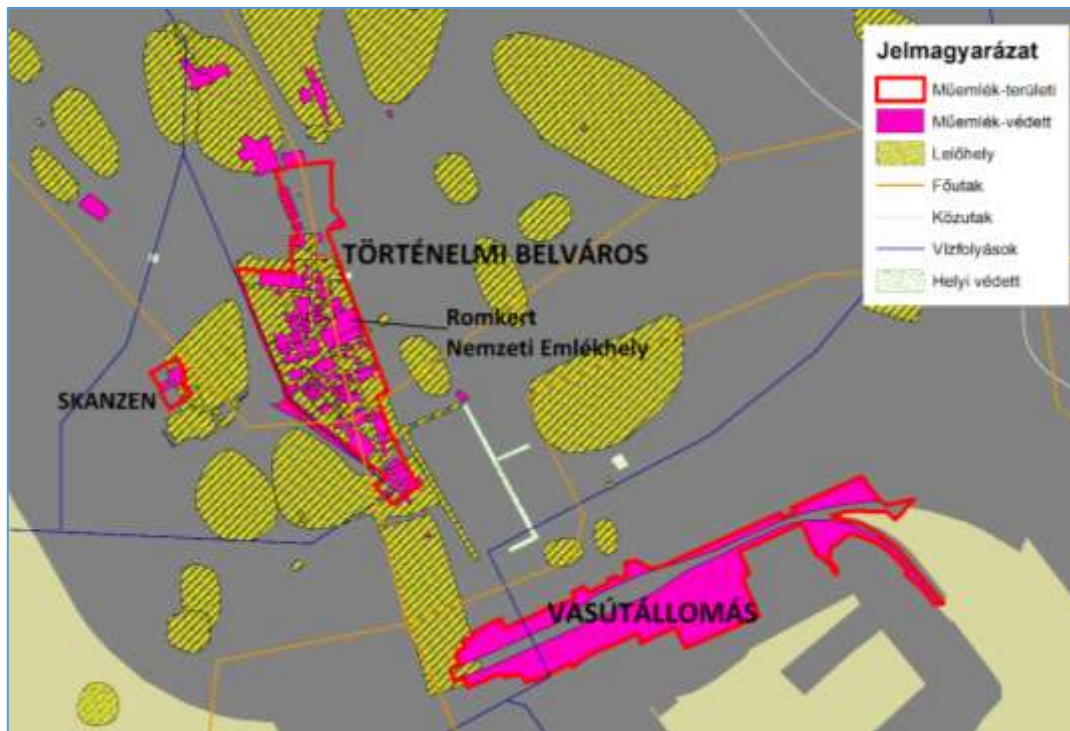 Jelmagyarázat
Műemlék-területi
Műemlék-védett
Lelőhely
Főutak
Közutak
Vízfolyások
Helyi védett
TÖRTÉNELMI BELVÁROS
Romkert
Nemzeti Emlékhely
SKANZEN
VASÚTÁLLOMÁS